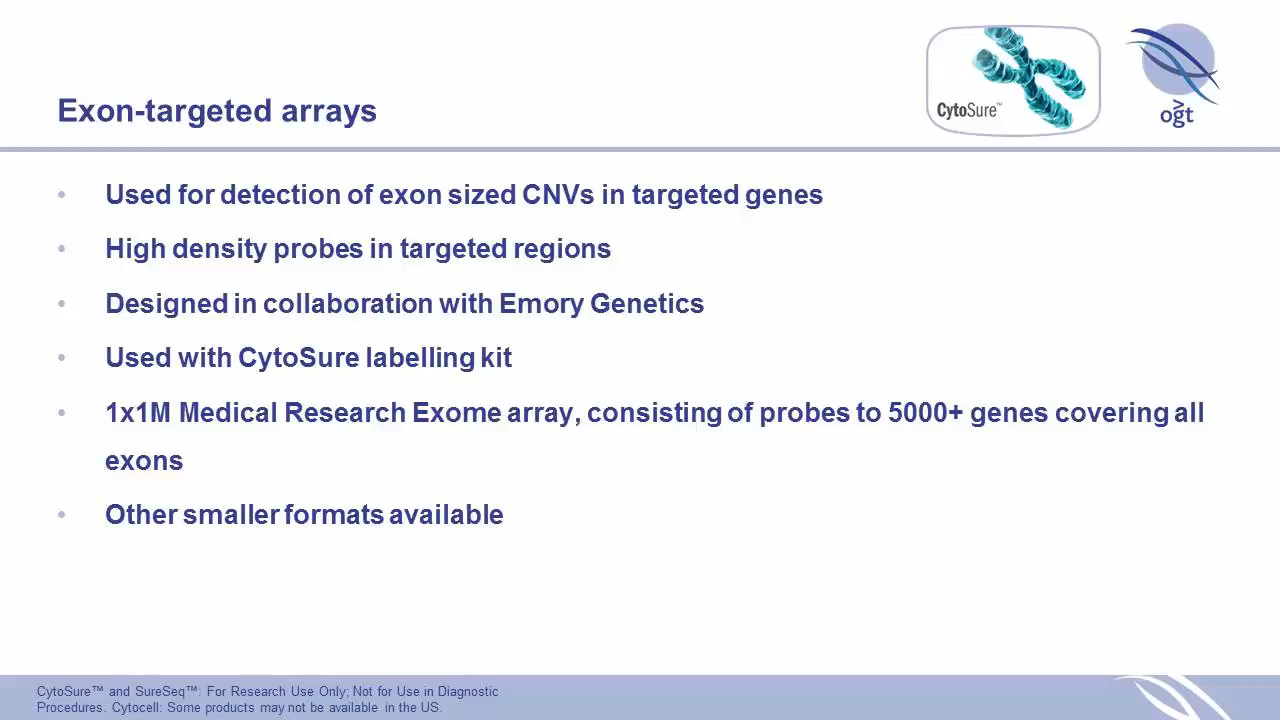 CytoSure™
ogt
Exon-targeted arrays
• Used for detection of exon sized CNVs in targeted genes
• High density probes in targeted regions
• Designed in collaboration with Emory Genetics
• Used with CytoSure labelling kit
• 1x1M Medical Research Exome array, consisting of probes to 5000+ genes covering all
exons
• Other smaller formats available
CytoSure™ and SureSeq™: For Research Use Only; Not for Use in Diagnostic
Procedures. Cytocell: Some products may not be available in the US.